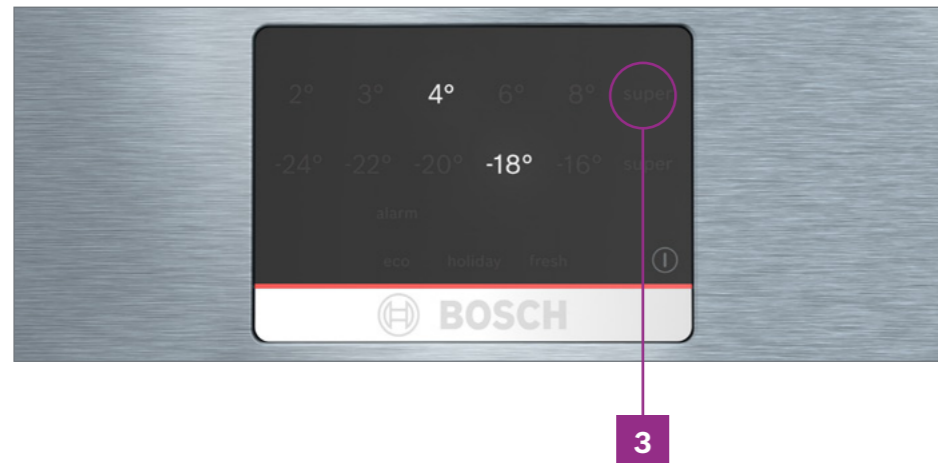 2° 3° 4° 6° 8° super
-24° -22° -20° -18° -16° super
alarm
eco holiday fresh
BOSCH
3